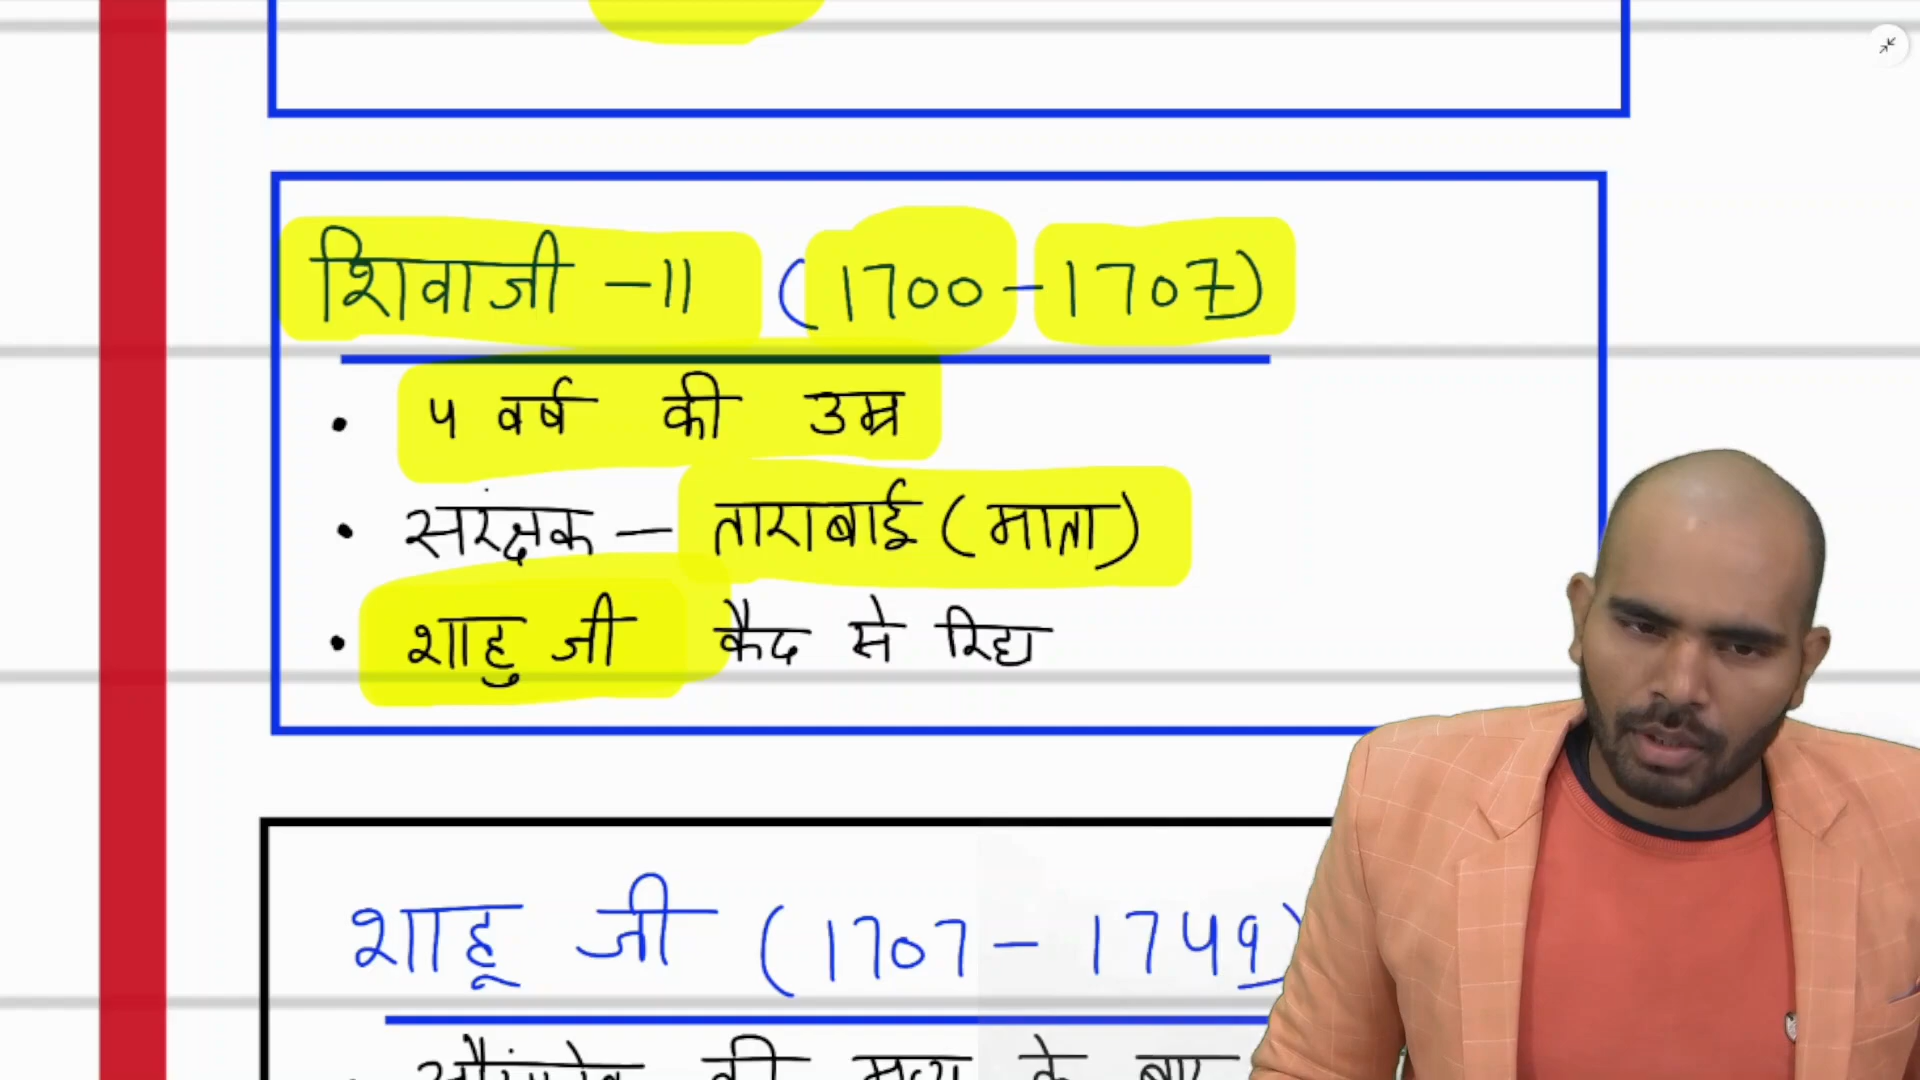 शिवाजी -II (1700-1707)
• 4 वर्ष की उम्र
• संरक्षक - ताराबाई (माता)
• शाहु जी कैद से रिहा
शाहू जी (1707 - 1749)
की मृत्यु के बाद